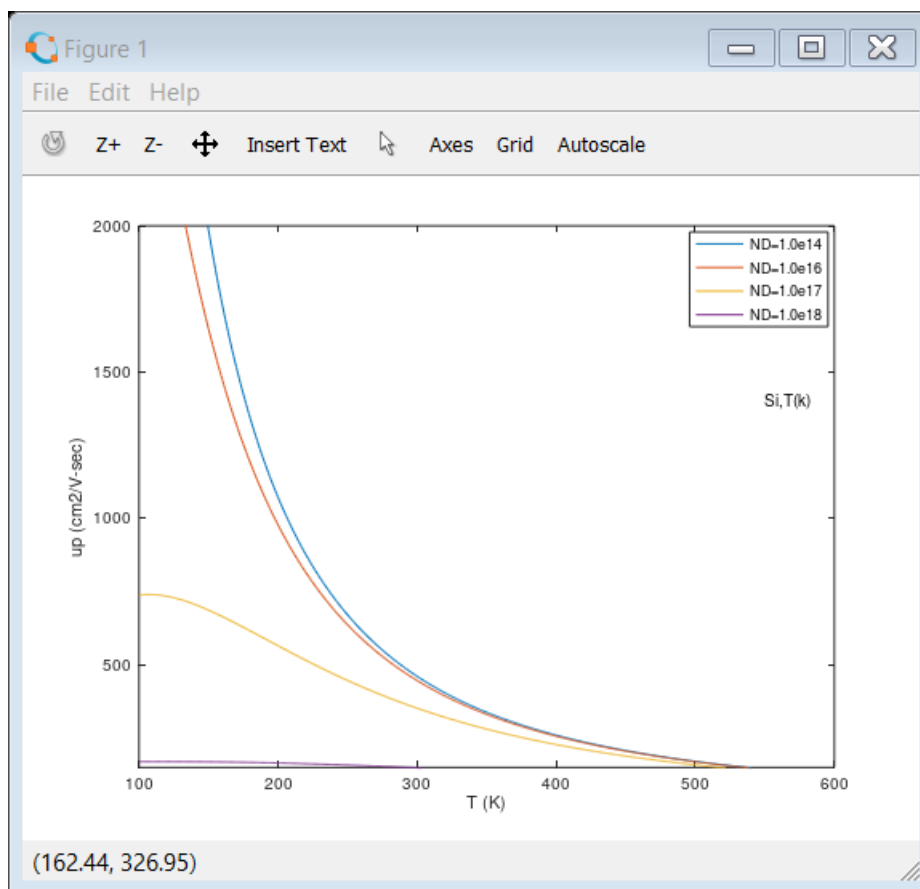 Figure 1
File Edit Help
Z+ Z- Insert Text Axes Grid Autoscale
2000
1500
1000
500
up (cm2/V-sec)
ND=1.0e14
ND=1.0e16
ND=1.0e17
ND=1.0e18
Si,T(k)
100 200 300 400 500 600
T (K)
(162.44, 326.95)